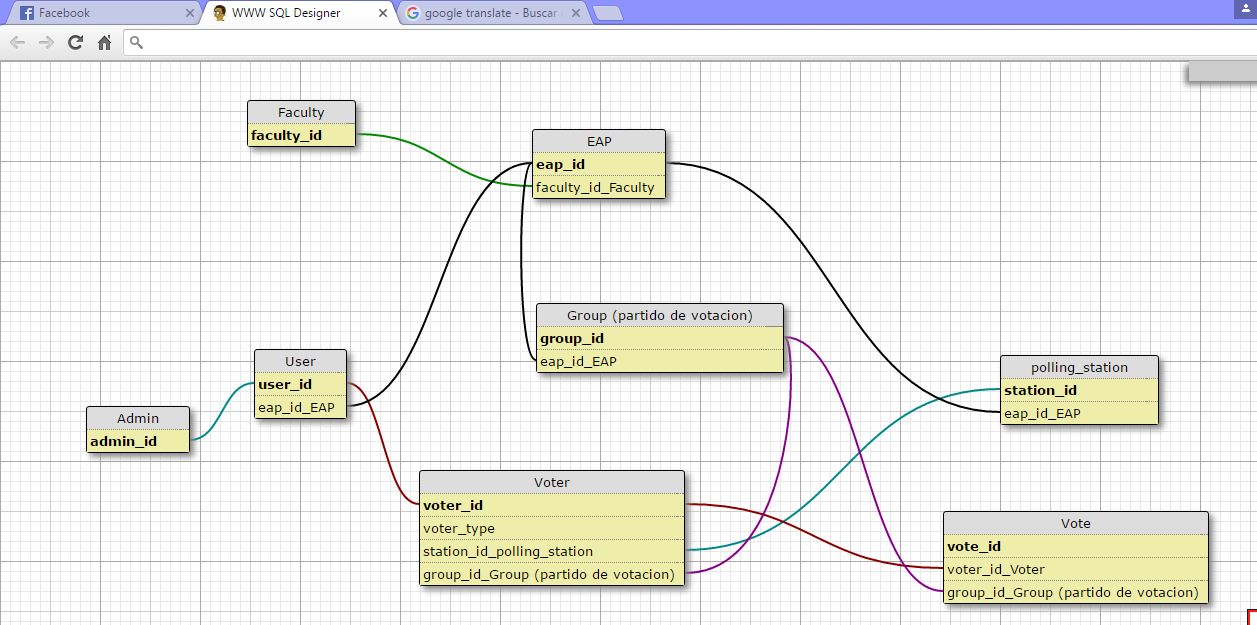 Facebook
WWW SQL Designer
google translate - Buscar
Faculty
faculty_id
EAP
eap_id
faculty_id_Faculty
Group (partido de votacion)
group_id
eap_id_EAP
User
user_id
eap_id_EAP
polling_station
station_id
eap_id_EAP
Admin
admin_id
Voter
voter_id
voter_type
station_id_polling_station
group_id_Group (partido de votacion)
Vote
vote_id
voter_id_Voter
group_id_Group (partido de votacion)